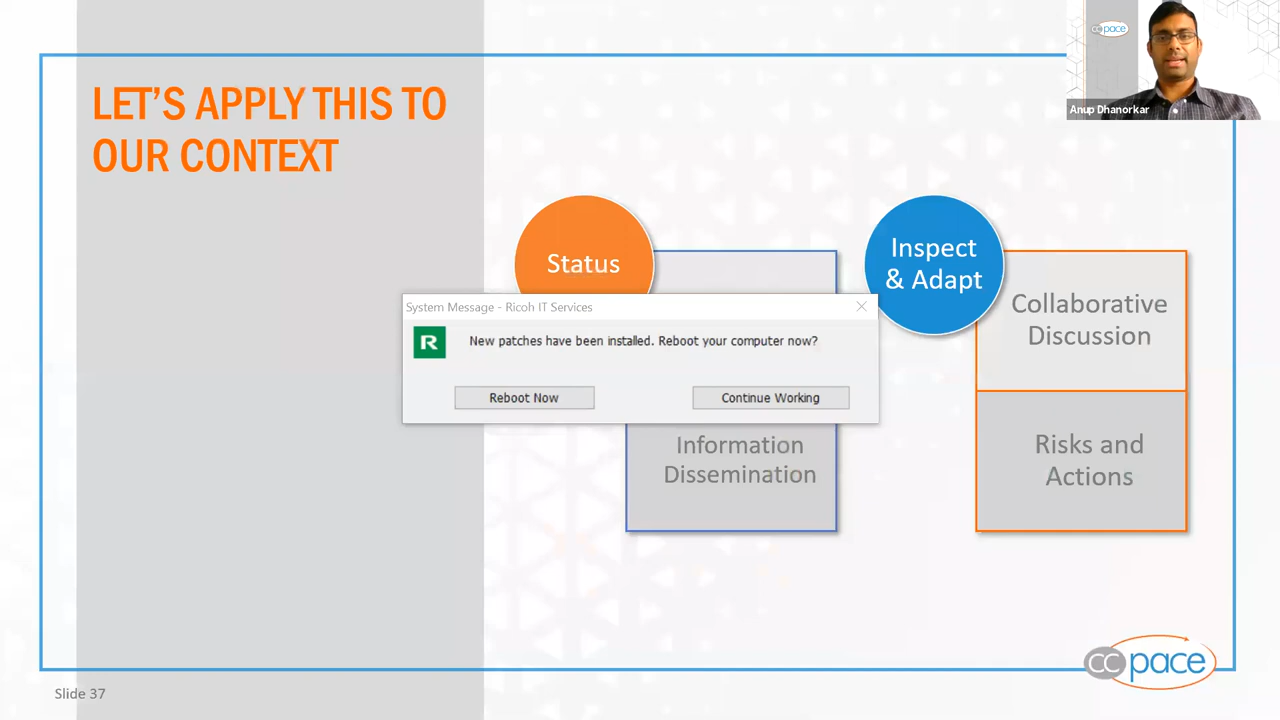 LET'S APPLY THIS TO
OUR CONTEXT
cc pace
Anup Dhanorkar
Status
Inspect
& Adapt
Collaborative
Discussion
System Message - Ricoh IT Services
R
New patches have been installed. Reboot your computer now?
Reboot Now
Continue Working
Information
Dissemination
Risks and
Actions
cc pace
Slide 37